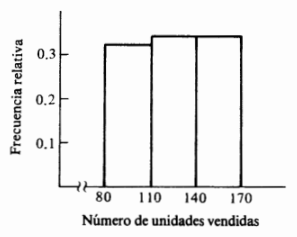 Frecuencia relativa
0.3
0.2
0.1
80 110 140 170
Número de unidades vendidas